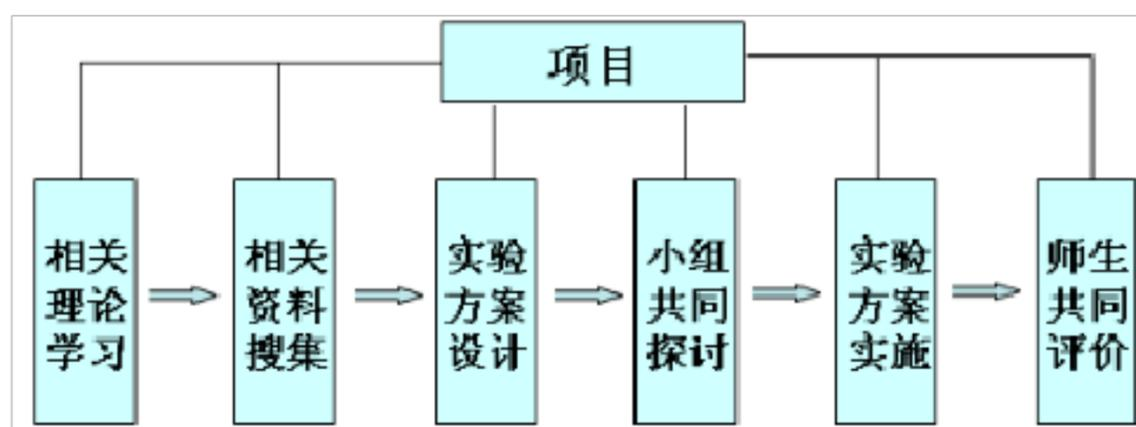 项目
相关
理论
学习
相关
资料
搜集
实验
方案
设计
小组
共同
探讨
实验
方案
实施
师生
共同
评价